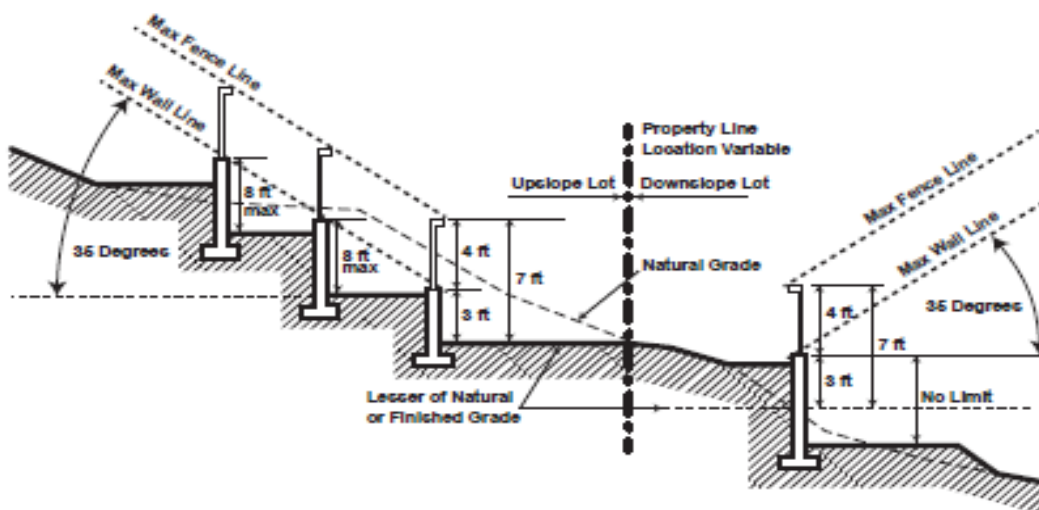 Max Fence Line
Max Wall Line
Property Line
Location Variable
Upslope Lot
Downslope Lot
Max Fence Line
Max Wall Line
8 ft
max
35 Degrees
8 ft
max
4 ft
7 ft
3 ft
Natural Grade
4 ft.
7 ft
3 ft
35 Degrees
No Limit
Lesser of Natural
or Finished Grade